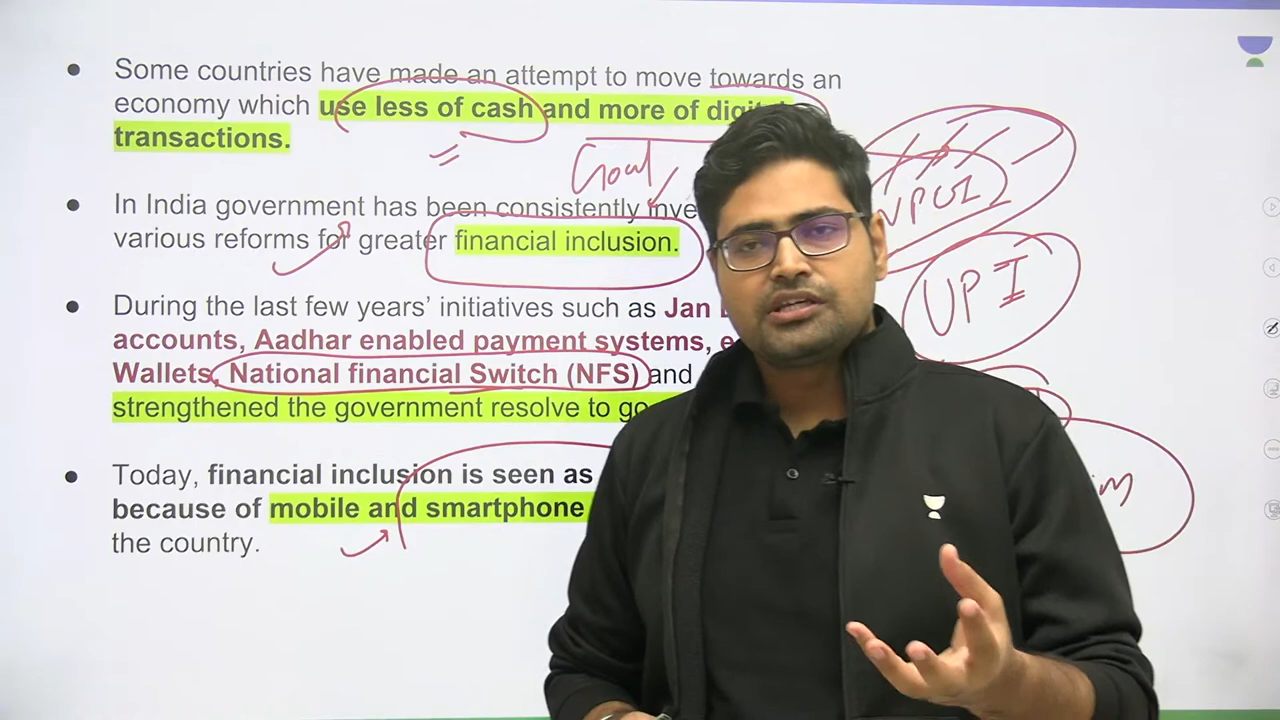 Some countries have made an attempt to move towards an
economy which use less of cash and more of digital
transactions.
Goal
NPCI
In India government has been consistently
various reforms for greater financial inclusion.
UPI
During the last few years' initiatives such as Jan
accounts, Aadhar enabled payment systems,
Wallets, National financial Switch (NFS) and
strengthened the government resolve to go
Today, financial inclusion is seen as
because of mobile and smartphone
the country.